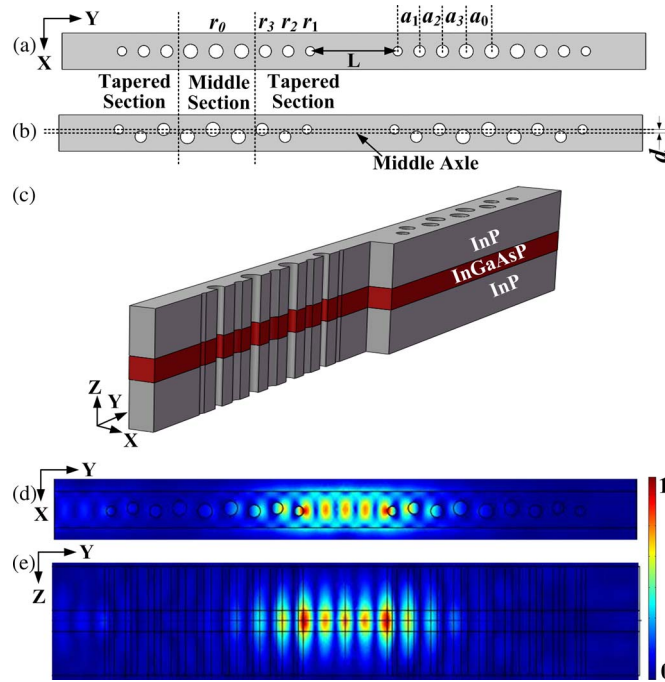 Y
r₀ r₃ r₂ r₁ a₁ a₂ a₃ a₀
(a)
X
L
Tapered Section Middle Section Tapered Section
(b)
d
Middle Axle
(c)
InP
InGaAsP
InP
Z
Y
X
(d)
Y
X
1
(e)
Y
Z
0